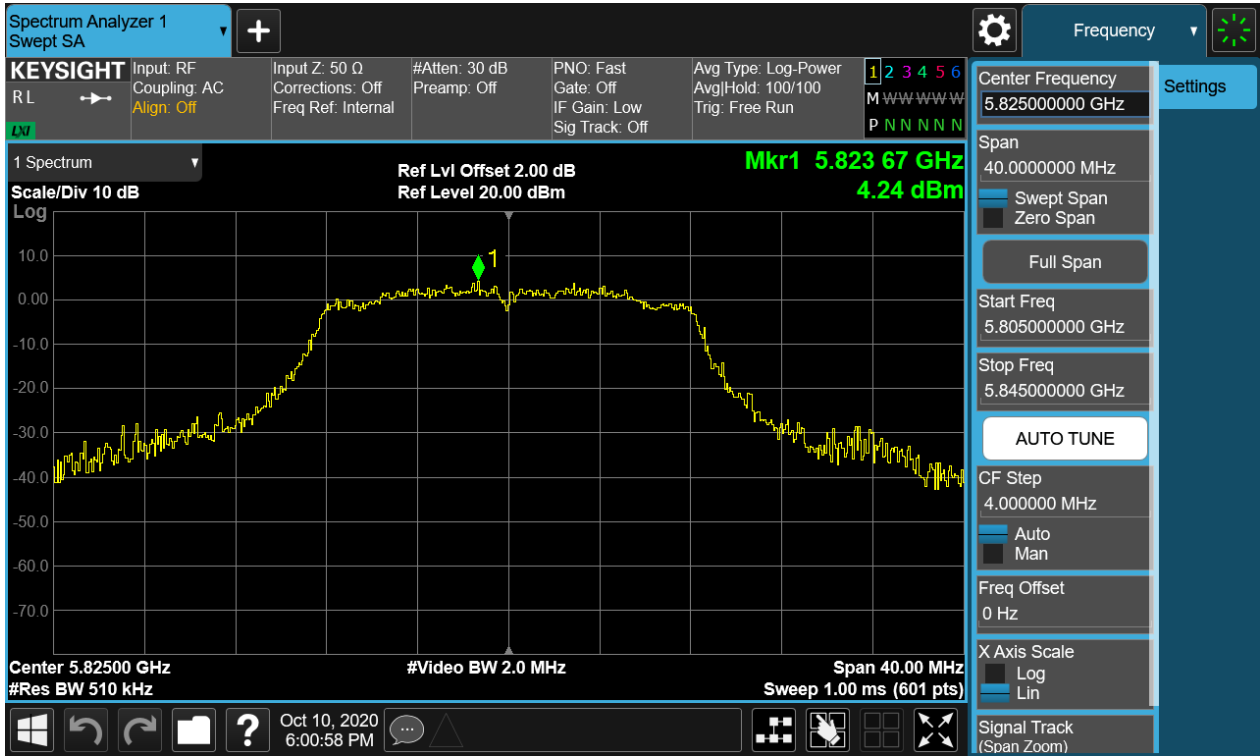 Spectrum Analyzer 1
Swept SA
+
Frequency
KEYSIGHT
R L
LXI
Input: RF
Coupling: AC
Align: Off
Input Z: 50 Ω
Corrections: Off
Freq Ref: Internal
#Atten: 30 dB
Preamp: Off
PNO: Fast
Gate: Off
IF Gain: Low
Sig Track: Off
Avg Type: Log-Power
Avg|Hold: 100/100
Trig: Free Run
1 2 3 4 5 6
M W W W W W
P N N N N N
Center Frequency
5.825000000 GHz
Settings
Span
40.0000000 MHz
Swept Span
Zero Span
Full Span
Start Freq
5.805000000 GHz
Stop Freq
5.845000000 GHz
AUTO TUNE
CF Step
4.000000 MHz
Auto
Man
Freq Offset
0 Hz
X Axis Scale
Log
Lin
Signal Track
(Span Zoom)
1 Spectrum
Scale/Div 10 dB
Ref Lvl Offset 2.00 dB
Ref Level 20.00 dBm
Mkr1 5.823 67 GHz
4.24 dBm
Log
1
10.0
0.00
-10.0
-20.0
-30.0
-40.0
-50.0
-60.0
-70.0
Center 5.82500 GHz
#Video BW 2.0 MHz
Span 40.00 MHz
#Res BW 510 kHz
Sweep 1.00 ms (601 pts)
?
Oct 10, 2020
6:00:58 PM